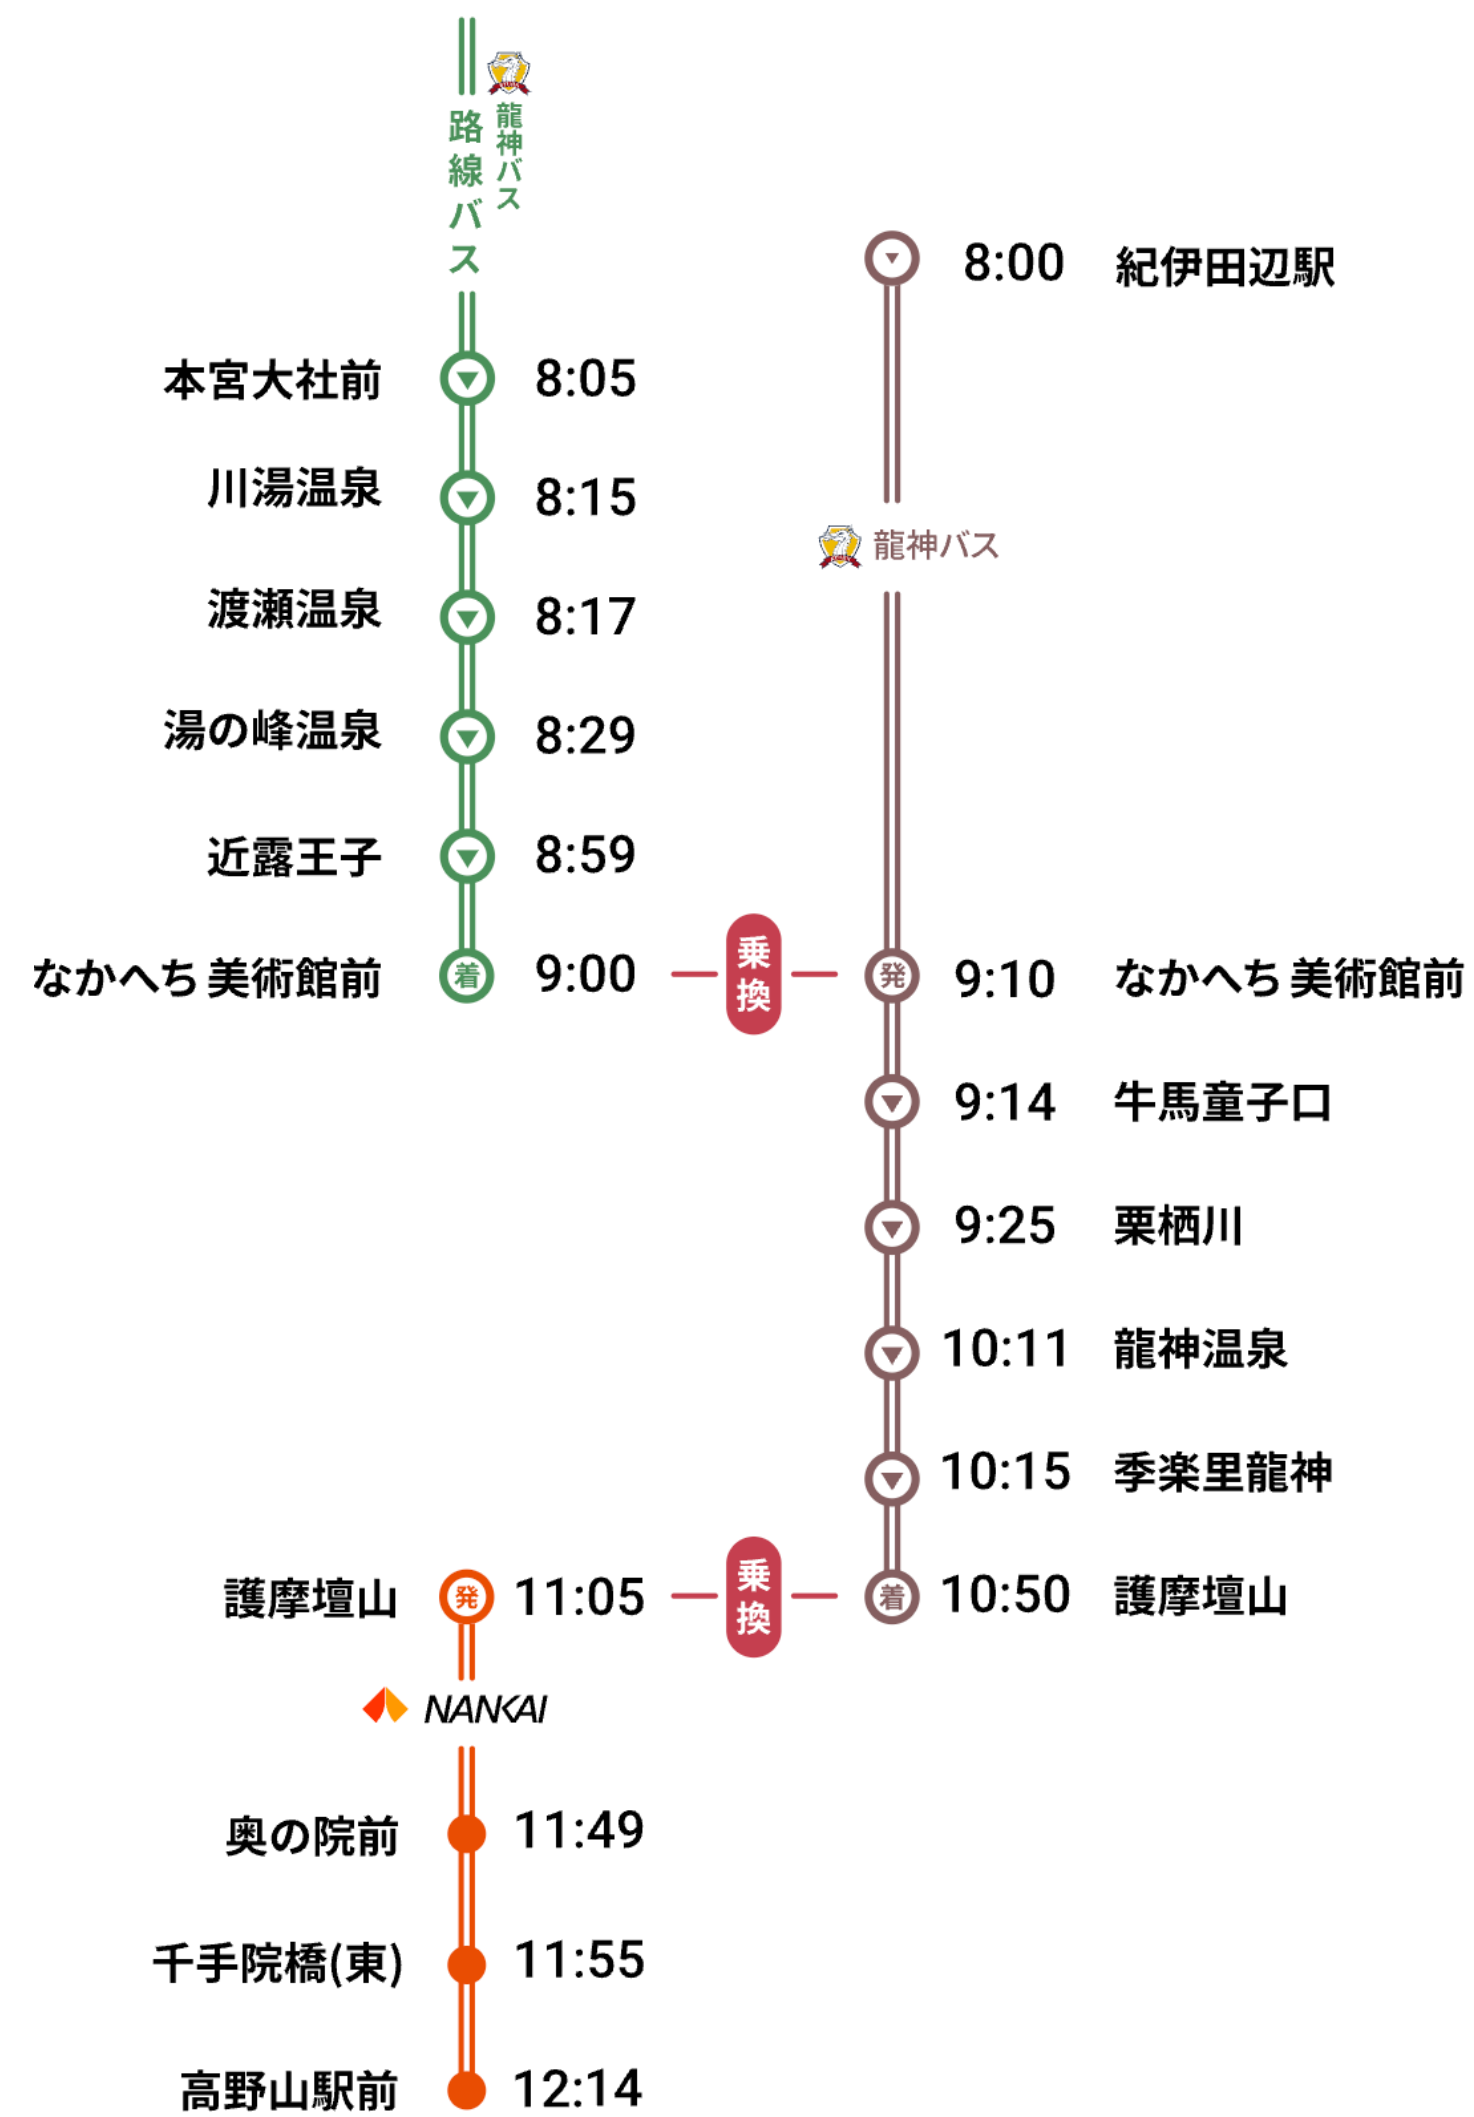 路線バス
龍神バス
紀伊田辺駅
8:00
本宮大社前
8:05
川湯温泉
8:15
龍神バス
渡瀬温泉
8:17
湯の峰温泉
8:29
近露王子
8:59
なかへち美術館前
着
9:00
乗換
発
9:10
なかへち美術館前
9:14
牛馬童子口
9:25
栗栖川
10:11
龍神温泉
10:15
季楽里龍神
護摩壇山
発
11:05
乗換
着
10:50
護摩壇山
NANKAI
奥の院前
11:49
千手院橋(東)
11:55
高野山駅前
12:14